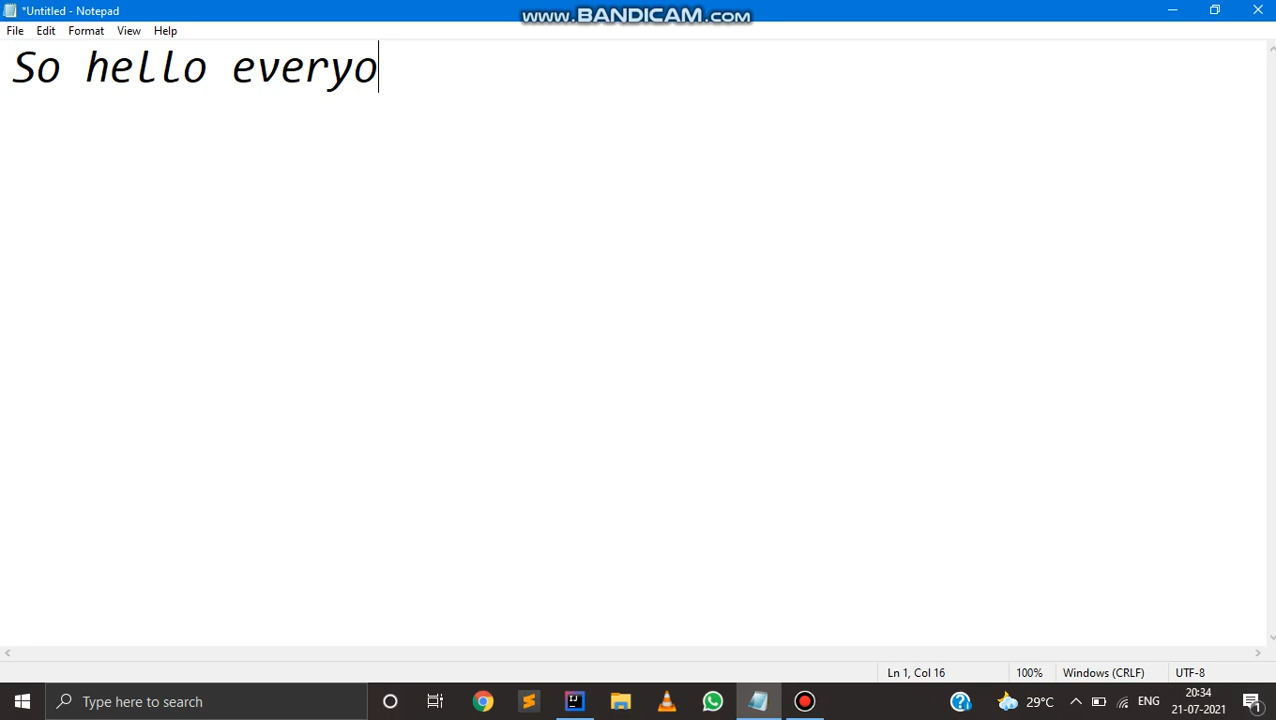 *Untitled - Notepad
www.BANDICAM.com
File Edit Format View Help
So hello everyo
Ln 1, Col 16 100% Windows (CRLF) UTF-8
Type here to search
29°C ENG
20:34
21-07-2021
1